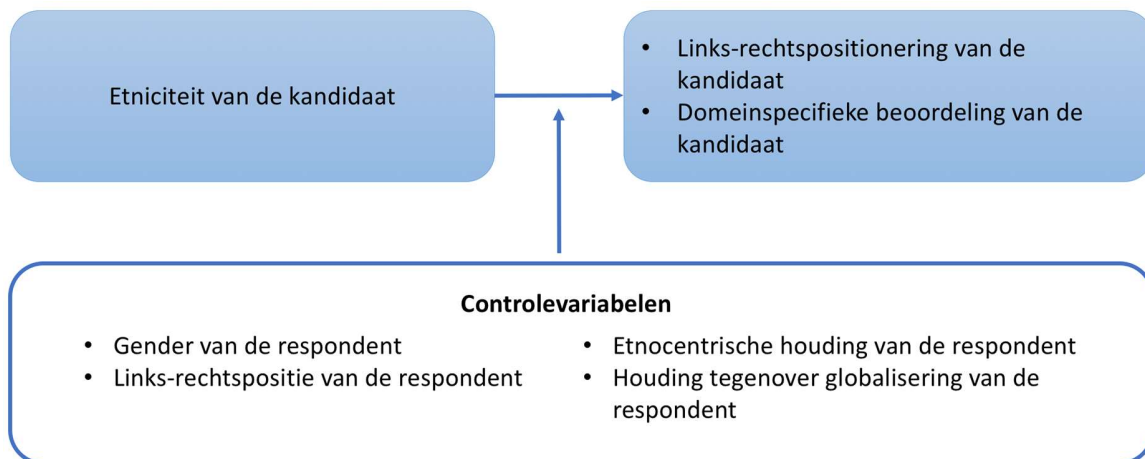 Etniciteit van de kandidaat
• Links-rechtspositionering van de
kandidaat
• Domeinspecifieke beoordeling van de
kandidaat
Controlevariabelen
• Gender van de respondent
• Links-rechtspositie van de respondent
• Etnocentrische houding van de respondent
• Houding tegenover globalisering van de
respondent